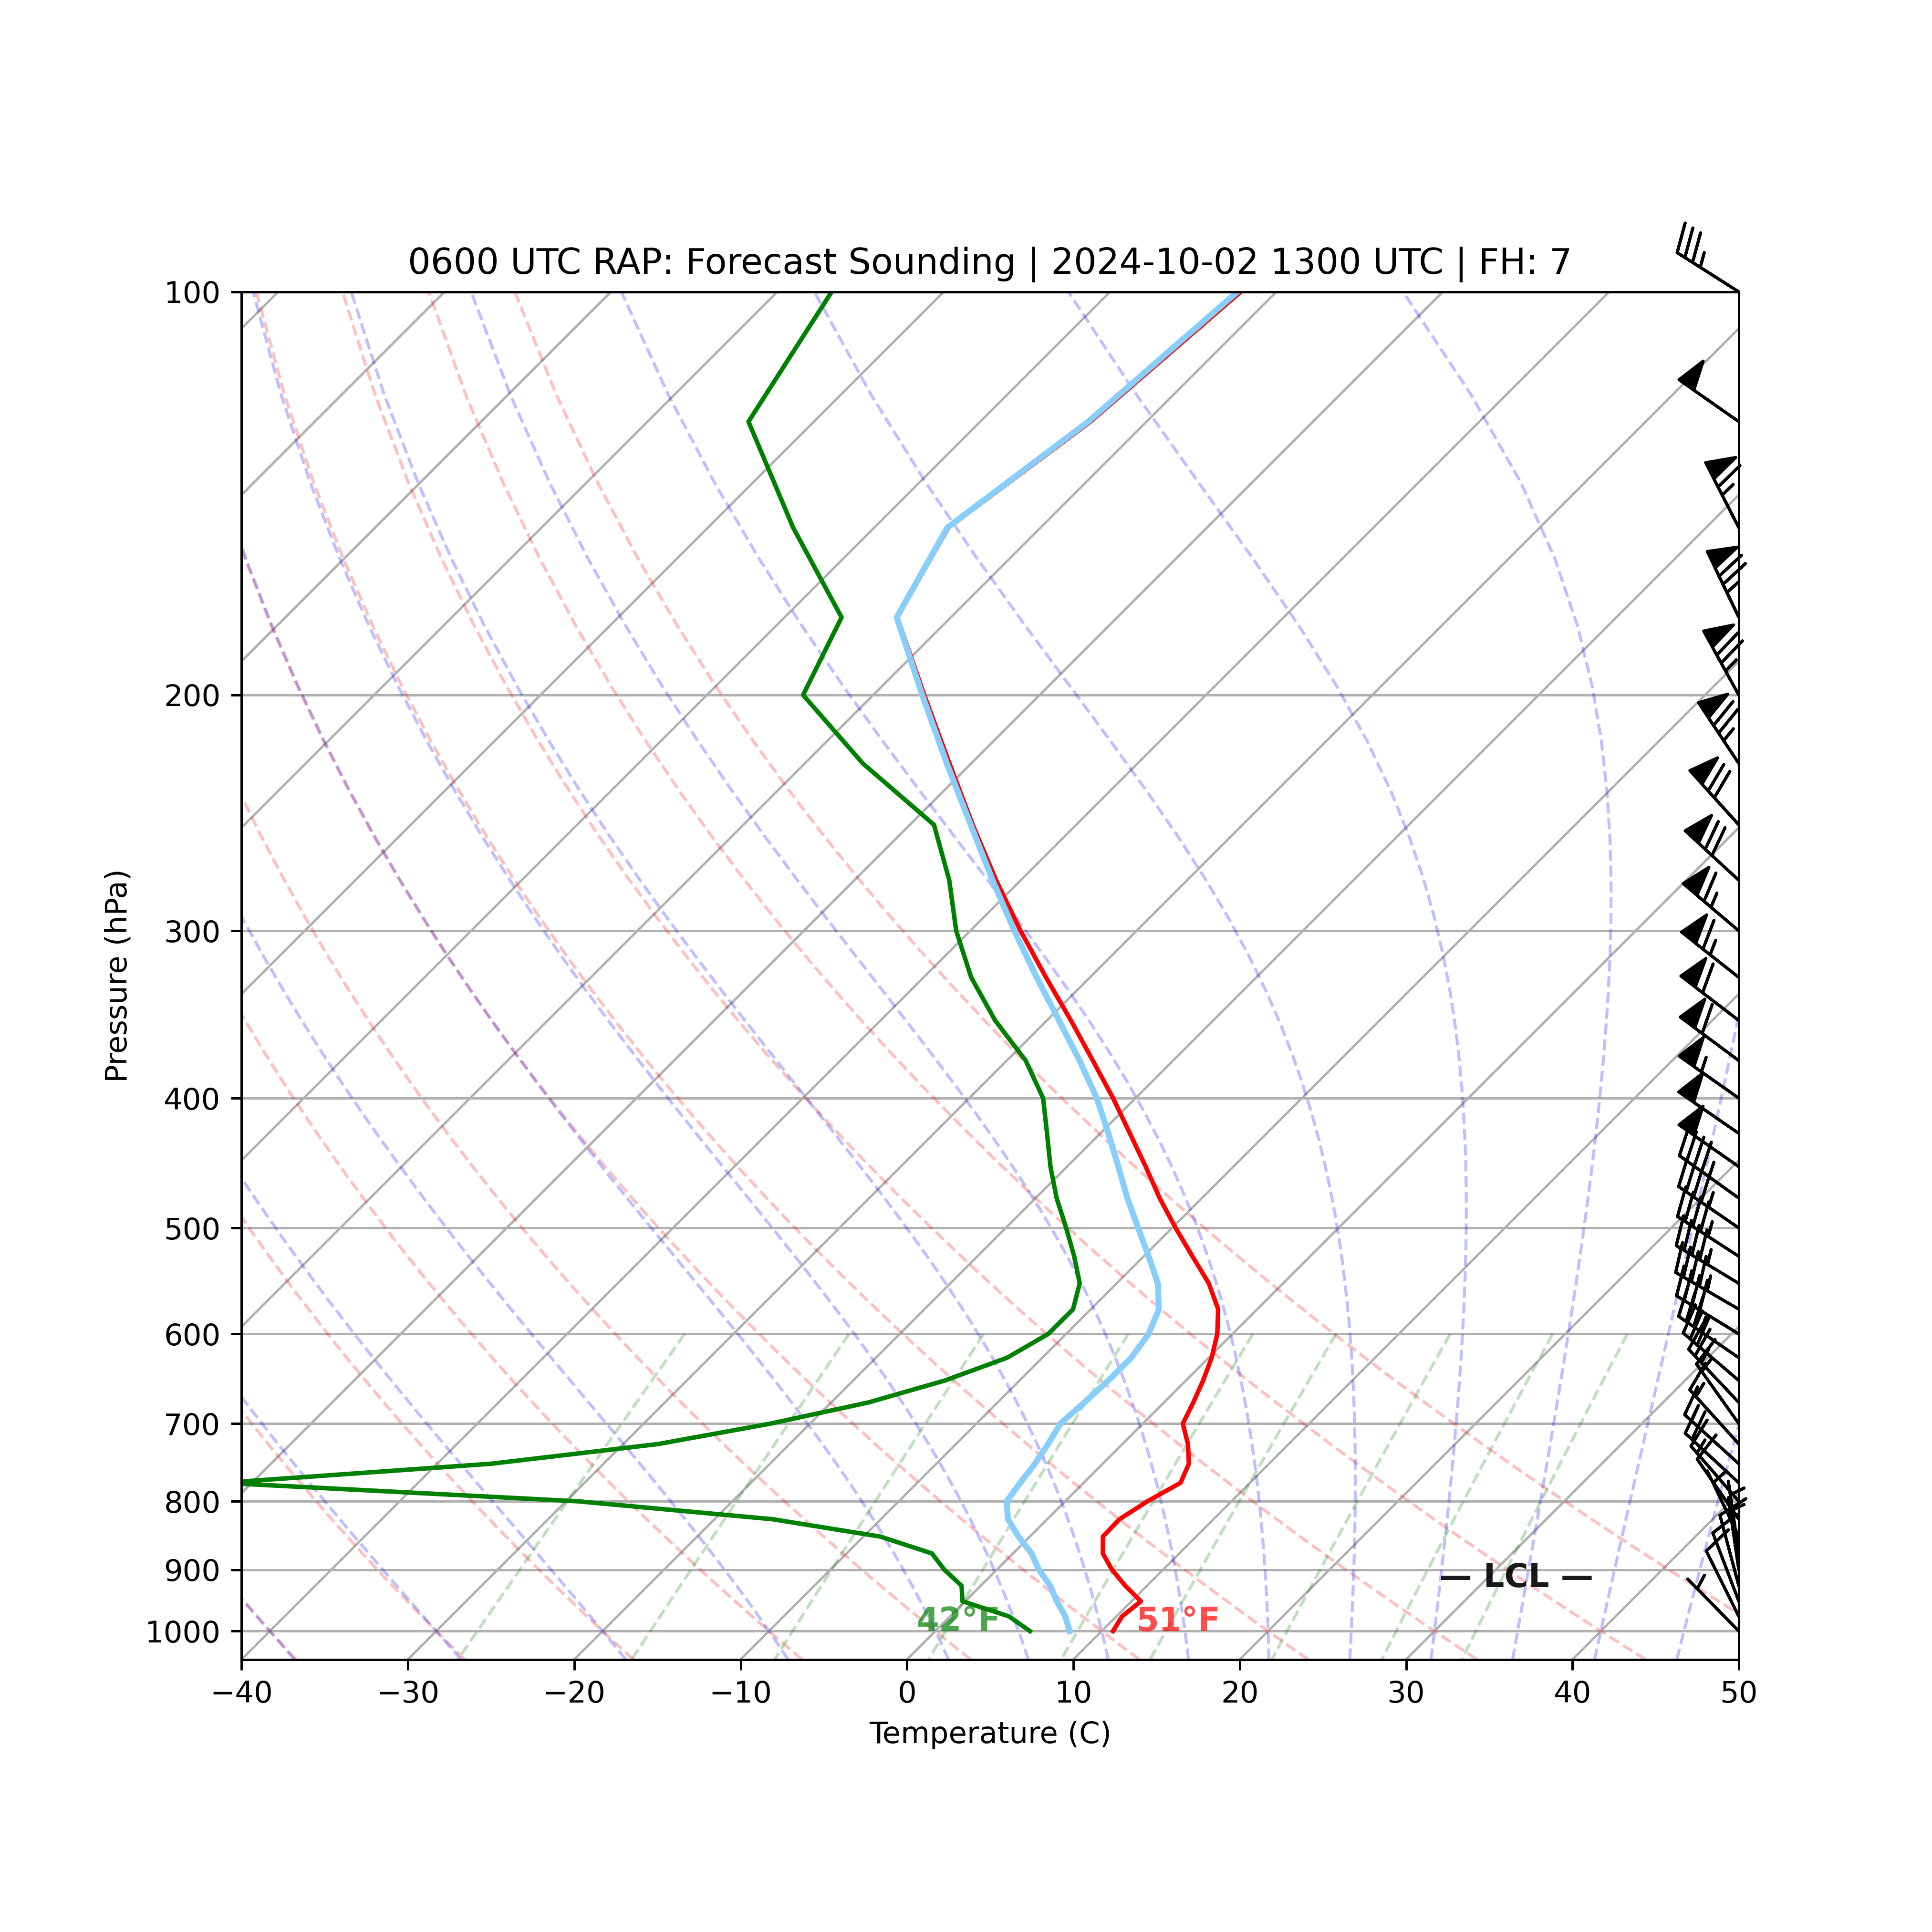 0600 UTC RAP: Forecast Sounding | 2024-10-02 1300 UTC | FH: 7
100
200
300
400
500
600
700
800
900
1000
Pressure (hPa)
— LCL —
42°F
51°F
−40 −30 −20 −10 0 10 20 30 40 50
Temperature (C)